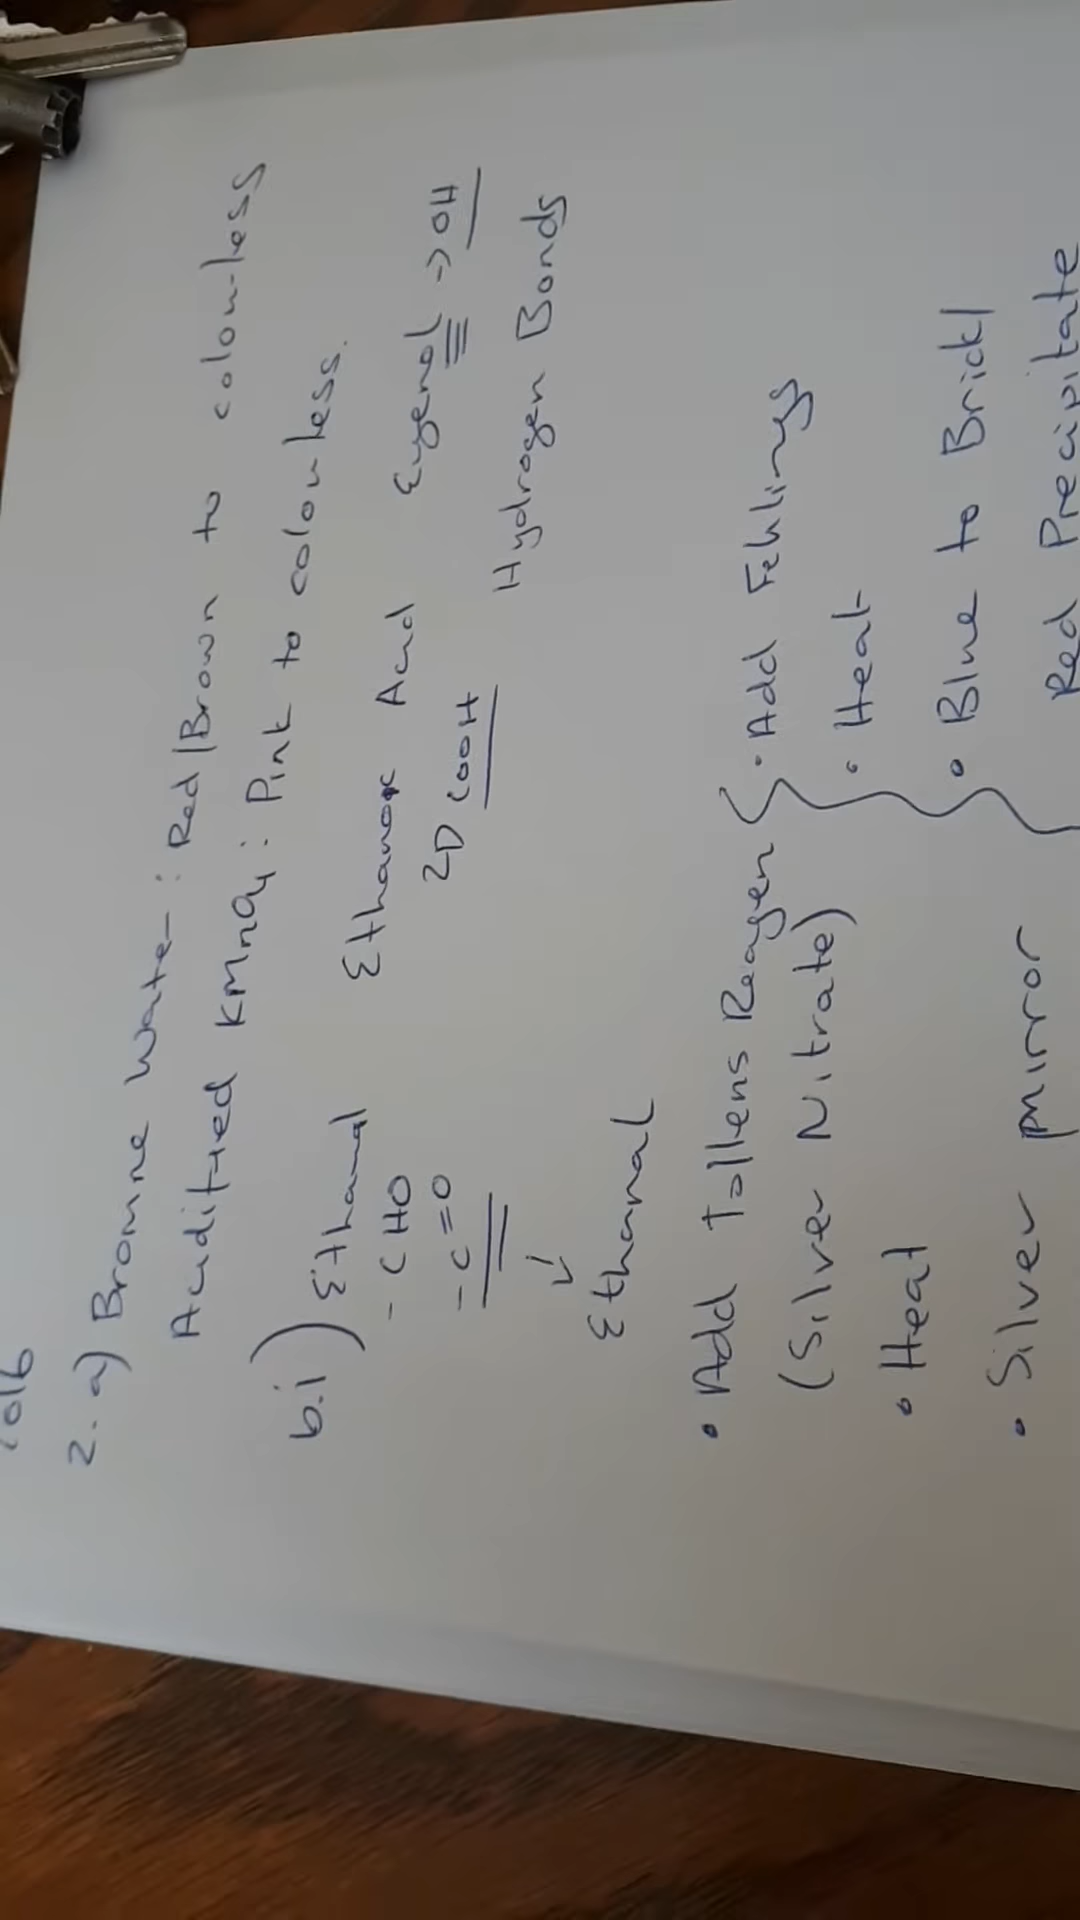 2016
2. a) Bromine Water: Red/Brown to colourless
Acidified KMnO4: Pink to colourless.
b.i) Ethanal Ethanoic Acid Eugenol → OH
- CHO 2D COOH Hydrogen Bonds
- C=O
↓
Ethanal
• Add Tollens Reagen • Add Fehlings
(Silver Nitrate) • Heat
• Heat • Blue to Brick/
• Silver mirror Red Precipitate